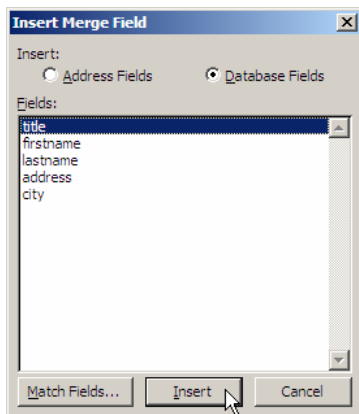 Insert Merge Field
Insert:
Address Fields Database Fields
Fields:
title
firstname
lastname
address
city
Match Fields... Insert Cancel